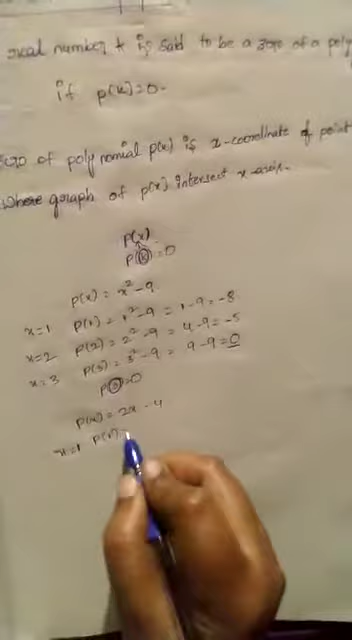 real number k is said to be a zero of a poly
if p(k)=0.
Zero of polynomial p(x) is x-coordinate of point
where graph of p(x) intersect x-axis.
p(x)
p(k)=0
p(x) = x²-9
x=1 p(1) = 1²-9 = 1-9 = -8
x=2 p(2) = 2²-9 = 4-9 = -5
x=3 p(3) = 3²-9 = 9-9 = 0
p(3)=0
p(x) = 2x-4
x=1 p(1) =